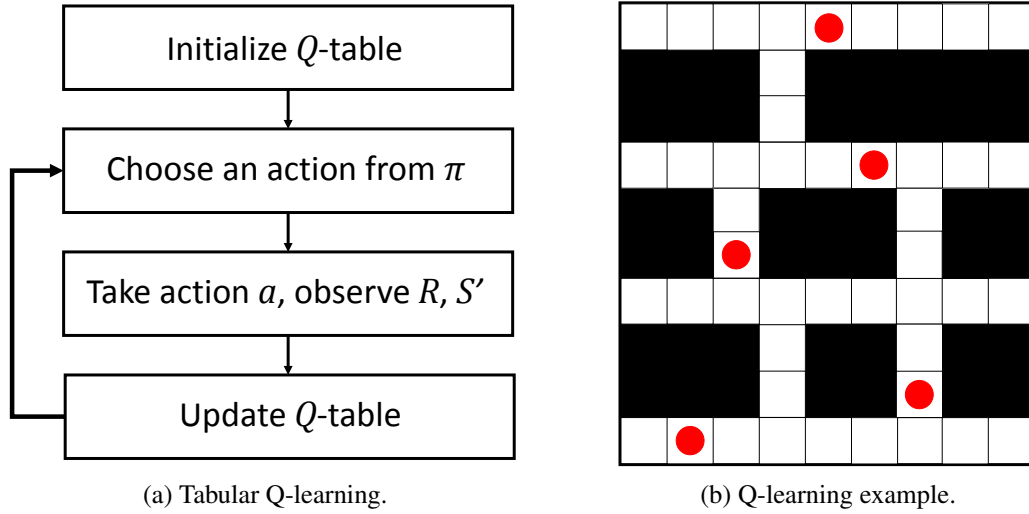 Initialize Q-table
Choose an action from π
Take action a, observe R, S′
Update Q-table
(a) Tabular Q-learning.
(b) Q-learning example.